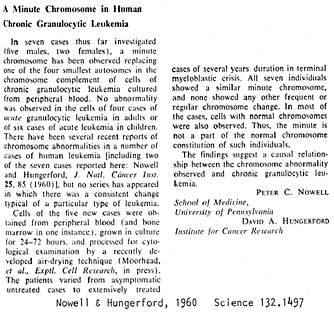 A Minute Chromosome in Human
Chronic Granulocytic Leukemia
In seven cases thus far investigated
(five males, two females), a minute
chromosome has been observed replacing
one of the four smallest autosomes in the
chromosome complement of cells of
chronic granulocytic leukemia cultured
from peripheral blood. No abnormality
was observed in the cells of four cases of
acute granulocytic leukemia in adults or
of six cases of acute leukemia in children.
There have been several recent reports of
chromosome abnormalities in a number of
cases of human leukemia [including two
of the seven cases reported here: Nowell
and Hungerford, J. Natl. Cancer Inst.
25, 85 (1960)], but no series has appeared
in which there was a consistent change
typical of a particular type of leukemia.
Cells of the five new cases were ob-
tained from peripheral blood (and bone
marrow in one instance), grown in culture
for 24-72 hours, and processed for cyto-
logical examination by a recently de-
veloped air-drying technique (Moorhead,
et al., Exptl. Cell Research, in press).
The patients varied from asymptomatic
untreated cases to extensively treated
cases of several years duration in terminal
myeloblastic crisis. All seven individuals
showed a similar minute chromosome,
and none showed any other frequent or
regular chromosome change. In most of
the cases, cells with normal chromosomes
were also observed. Thus, the minute is
not a part of the normal chromosome
constitution of such individuals.
The findings suggest a causal relation-
ship between the chromosome abnormality
observed and chronic granulocytic leu-
kemia.
PETER C. NOWELL
School of Medicine,
University of Pennsylvania
DAVID A. HUNGERFORD
Institute for Cancer Research
Nowell & Hungerford, 1960 Science 132.1497